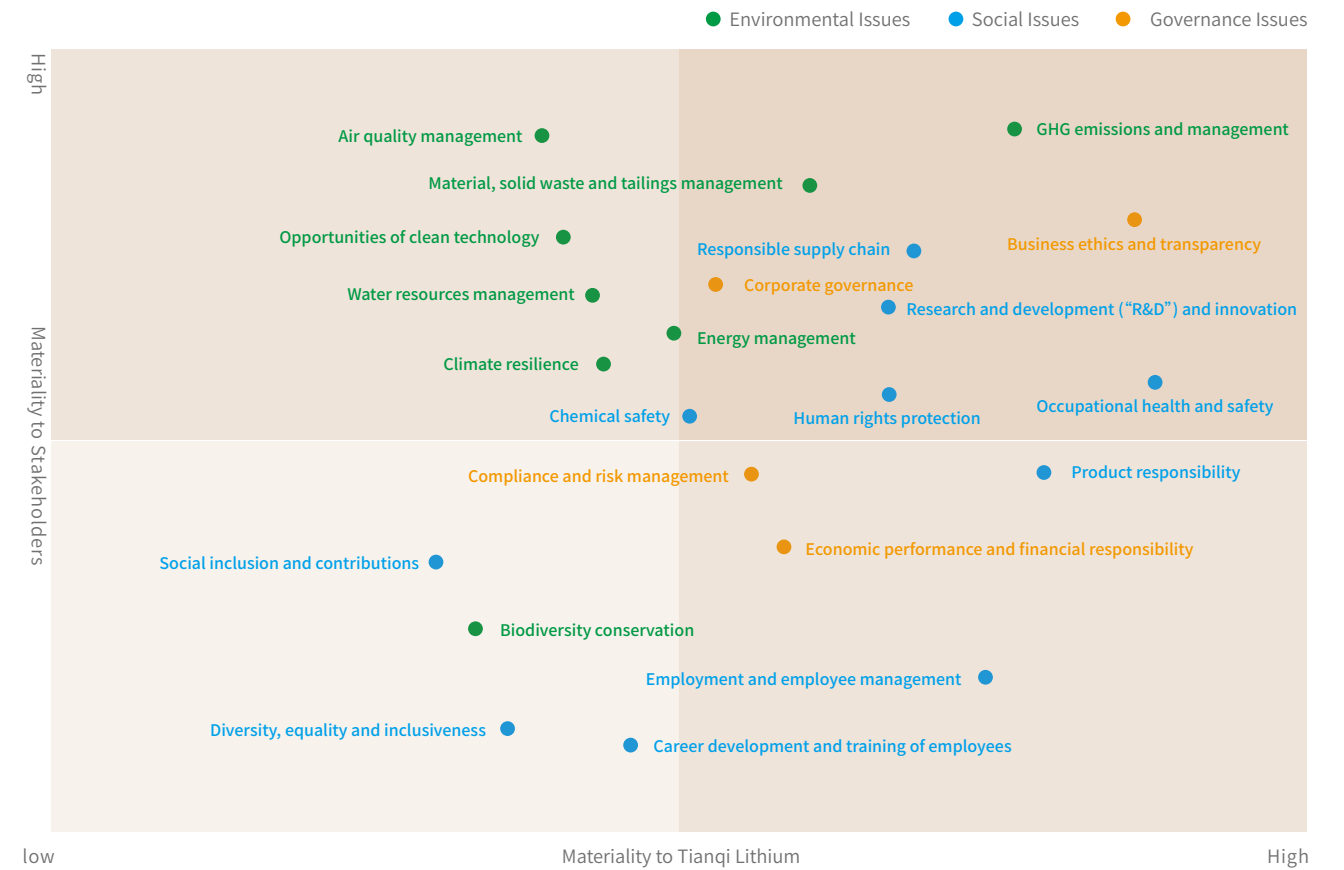 Environmental Issues
Social Issues
Governance Issues
High
Air quality management
GHG emissions and management
Material, solid waste and tailings management
Opportunities of clean technology
Business ethics and transparency
Responsible supply chain
Corporate governance
Water resources management
Research and development (“R&D”) and innovation
Energy management
Climate resilience
Chemical safety
Human rights protection
Occupational health and safety
Materiality to Stakeholders
Compliance and risk management
Product responsibility
Economic performance and financial responsibility
Social inclusion and contributions
Biodiversity conservation
Employment and employee management
Diversity, equality and inclusiveness
Career development and training of employees
low
Materiality to Tianqi Lithium
High